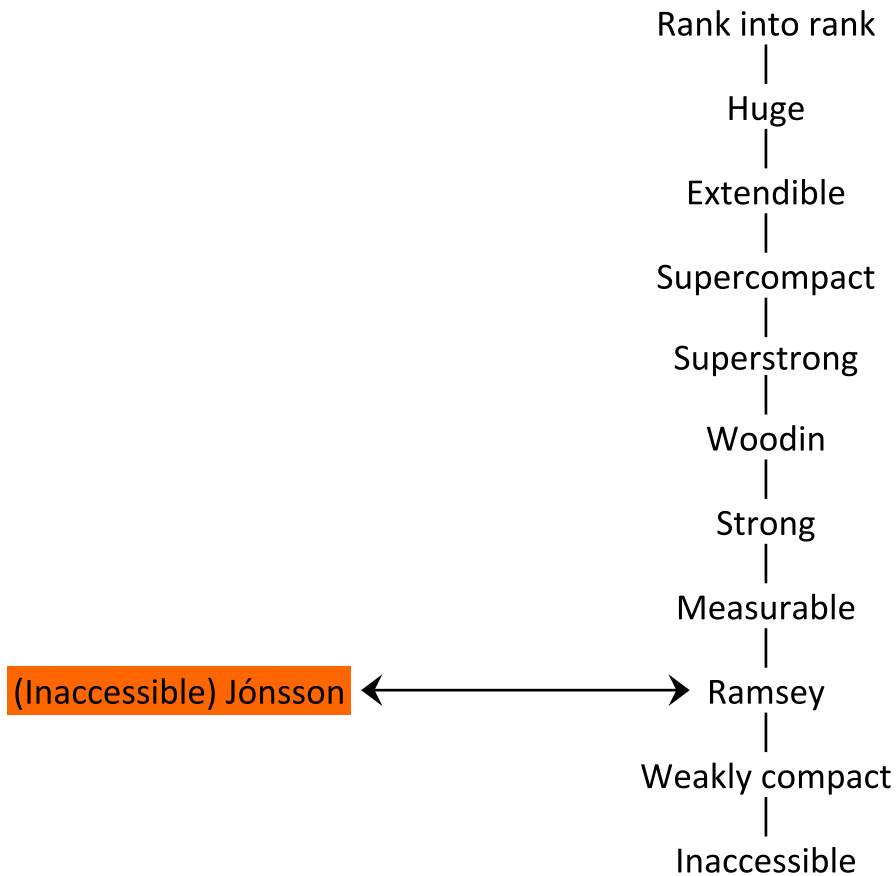 Rank into rank
Huge
Extendible
Supercompact
Superstrong
Woodin
Strong
Measurable
(Inaccessible) Jónsson
Ramsey
Weakly compact
Inaccessible